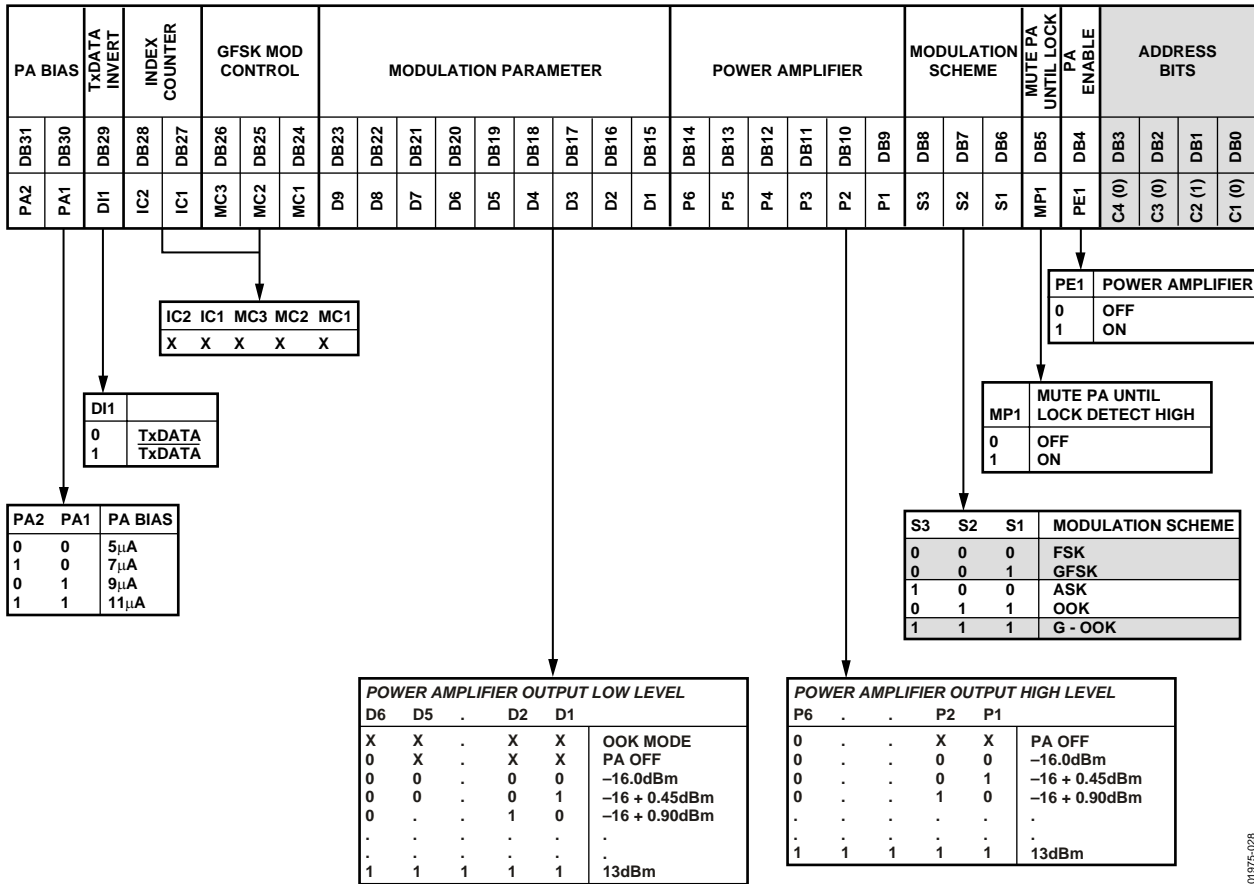 PA BIAS
TxDATA
INVERT
INDEX
COUNTER
GFSK MOD
CONTROL
MODULATION PARAMETER
POWER AMPLIFIER
MODULATION
SCHEME
MUTE PA
UNTIL LOCK
PA
ENABLE
ADDRESS
BITS
DB31 DB30 DB29 DB28 DB27 DB26 DB25 DB24 DB23 DB22 DB21 DB20 DB19 DB18 DB17 DB16 DB15 DB14 DB13 DB12 DB11 DB10 DB9 DB8 DB7 DB6 DB5 DB4 DB3 DB2 DB1 DB0
PA2 PA1 DI1 IC2 IC1 MC3 MC2 MC1 D9 D8 D7 D6 D5 D4 D3 D2 D1 P6 P5 P4 P3 P2 P1 S3 S2 S1 MP1 PE1 C4 (0) C3 (0) C2 (1) C1 (0)
PE1 POWER AMPLIFIER
0 OFF
1 ON
IC2 IC1 MC3 MC2 MC1
X X X X X
MP1 MUTE PA UNTIL
LOCK DETECT HIGH
0 OFF
1 ON
DI1
0 TxDATA
1 TxDATA
PA2 PA1 PA BIAS
0 0 5µA
1 0 7µA
0 1 9µA
1 1 11µA
S3 S2 S1 MODULATION SCHEME
0 0 0 FSK
0 0 1 GFSK
1 0 0 ASK
0 1 1 OOK
1 1 1 G - OOK
POWER AMPLIFIER OUTPUT LOW LEVEL
D6 D5 . D2 D1
X X . X X OOK MODE
0 X . X X PA OFF
0 0 . 0 0 –16.0dBm
0 0 . 0 1 –16 + 0.45dBm
0 . . 1 0 –16 + 0.90dBm
. . . . . .
. . . . . .
1 1 1 1 1 13dBm
POWER AMPLIFIER OUTPUT HIGH LEVEL
P6 . . P2 P1
0 . . X X PA OFF
0 . . 0 0 –16.0dBm
0 . . 0 1 –16 + 0.45dBm
0 . . 1 0 –16 + 0.90dBm
. . . . . .
. . . . . .
1 1 1 1 1 13dBm
01975-028